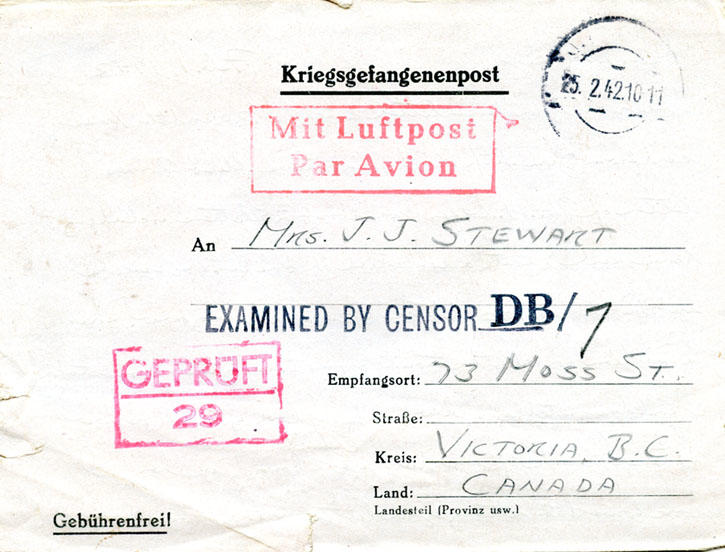 Kriegsgefangenenpost
25. 2.42.10-11
Mit Luftpost
Par Avion
An Mrs. J. J. STEWART
EXAMINED BY CENSOR DB/7
GEPRÜFT
29
Empfangsort: 73 MOSS ST.
Straße:
Kreis: VICTORIA, B.C.
Land: CANADA
Landesteil (Provinz usw.)
Gebührenfrei!